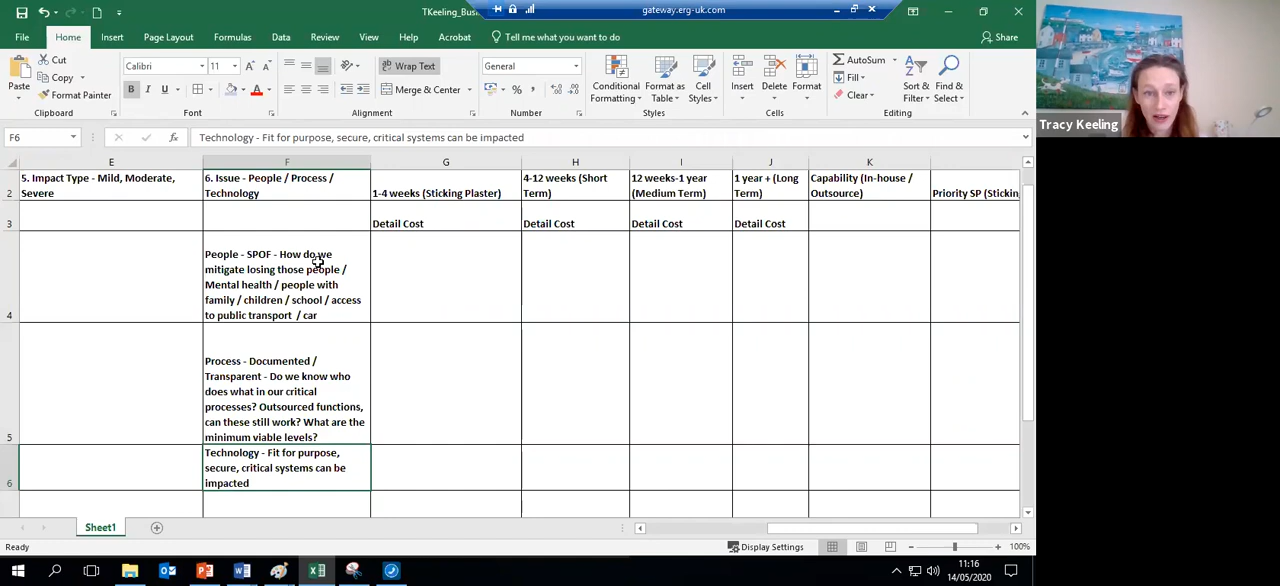 TKeeling_Busi
gateway.erg-uk.com
File
Home
Insert
Page Layout
Formulas
Data
Review
View
Help
Acrobat
Tell me what you want to do
Share
Paste
Cut
Copy
Format Painter
Clipboard
Calibri
11
B I U
Font
Wrap Text
Merge & Center
Alignment
General
%
Number
Conditional Formatting
Format as Table
Cell Styles
Styles
Insert
Delete
Format
Cells
AutoSum
Fill
Clear
Sort & Filter
Find & Select
Editing
Tracy Keeling
F6
Technology - Fit for purpose, secure, critical systems can be impacted
E F G H I J K
2
5. Impact Type - Mild, Moderate,
Severe
6. Issue - People / Process /
Technology
1-4 weeks (Sticking Plaster)
4-12 weeks (Short
Term)
12 weeks-1 year
(Medium Term)
1 year + (Long
Term)
Capability (In-house /
Outsource)
Priority SP (Stickin
3
Detail Cost
Detail Cost
Detail Cost
Detail Cost
4
People - SPOF - How do we
mitigate losing those people /
Mental health / people with
family / children / school / access
to public transport / car
5
Process - Documented /
Transparent - Do we know who
does what in our critical
processes? Outsourced functions,
can these still work? What are the
minimum viable levels?
6
Technology - Fit for purpose,
secure, critical systems can be
impacted
Sheet1
Ready
Display Settings
100%
11:16
14/05/2020